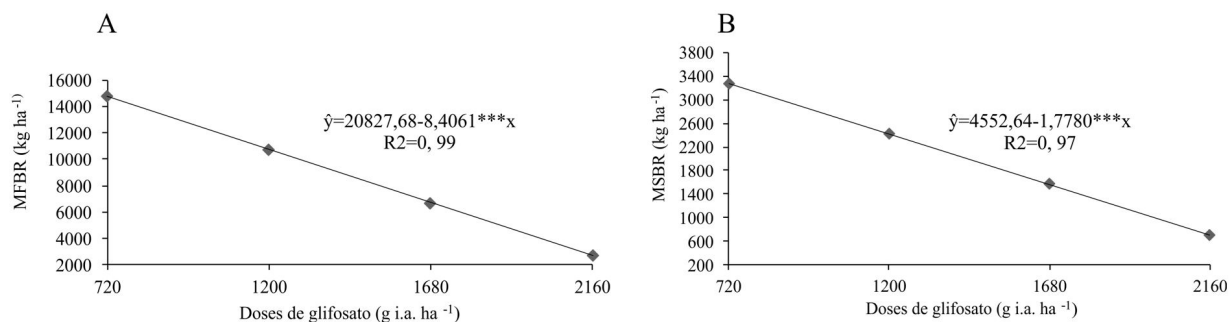 A
MFBR (kg ha⁻¹)
16000
14000
12000
10000
8000
6000
4000
2000
ŷ=20827,68-8,4061***x
R2=0, 99
720
1200
1680
2160
Doses de glifosato (g i.a. ha ⁻¹)
B
MSBR (kg ha⁻¹)
3800
3400
3000
2600
2200
1800
1400
1000
600
200
ŷ=4552,64-1,7780***x
R2=0, 97
720
1200
1680
2160
Doses de glifosato (g i.a. ha ⁻¹)